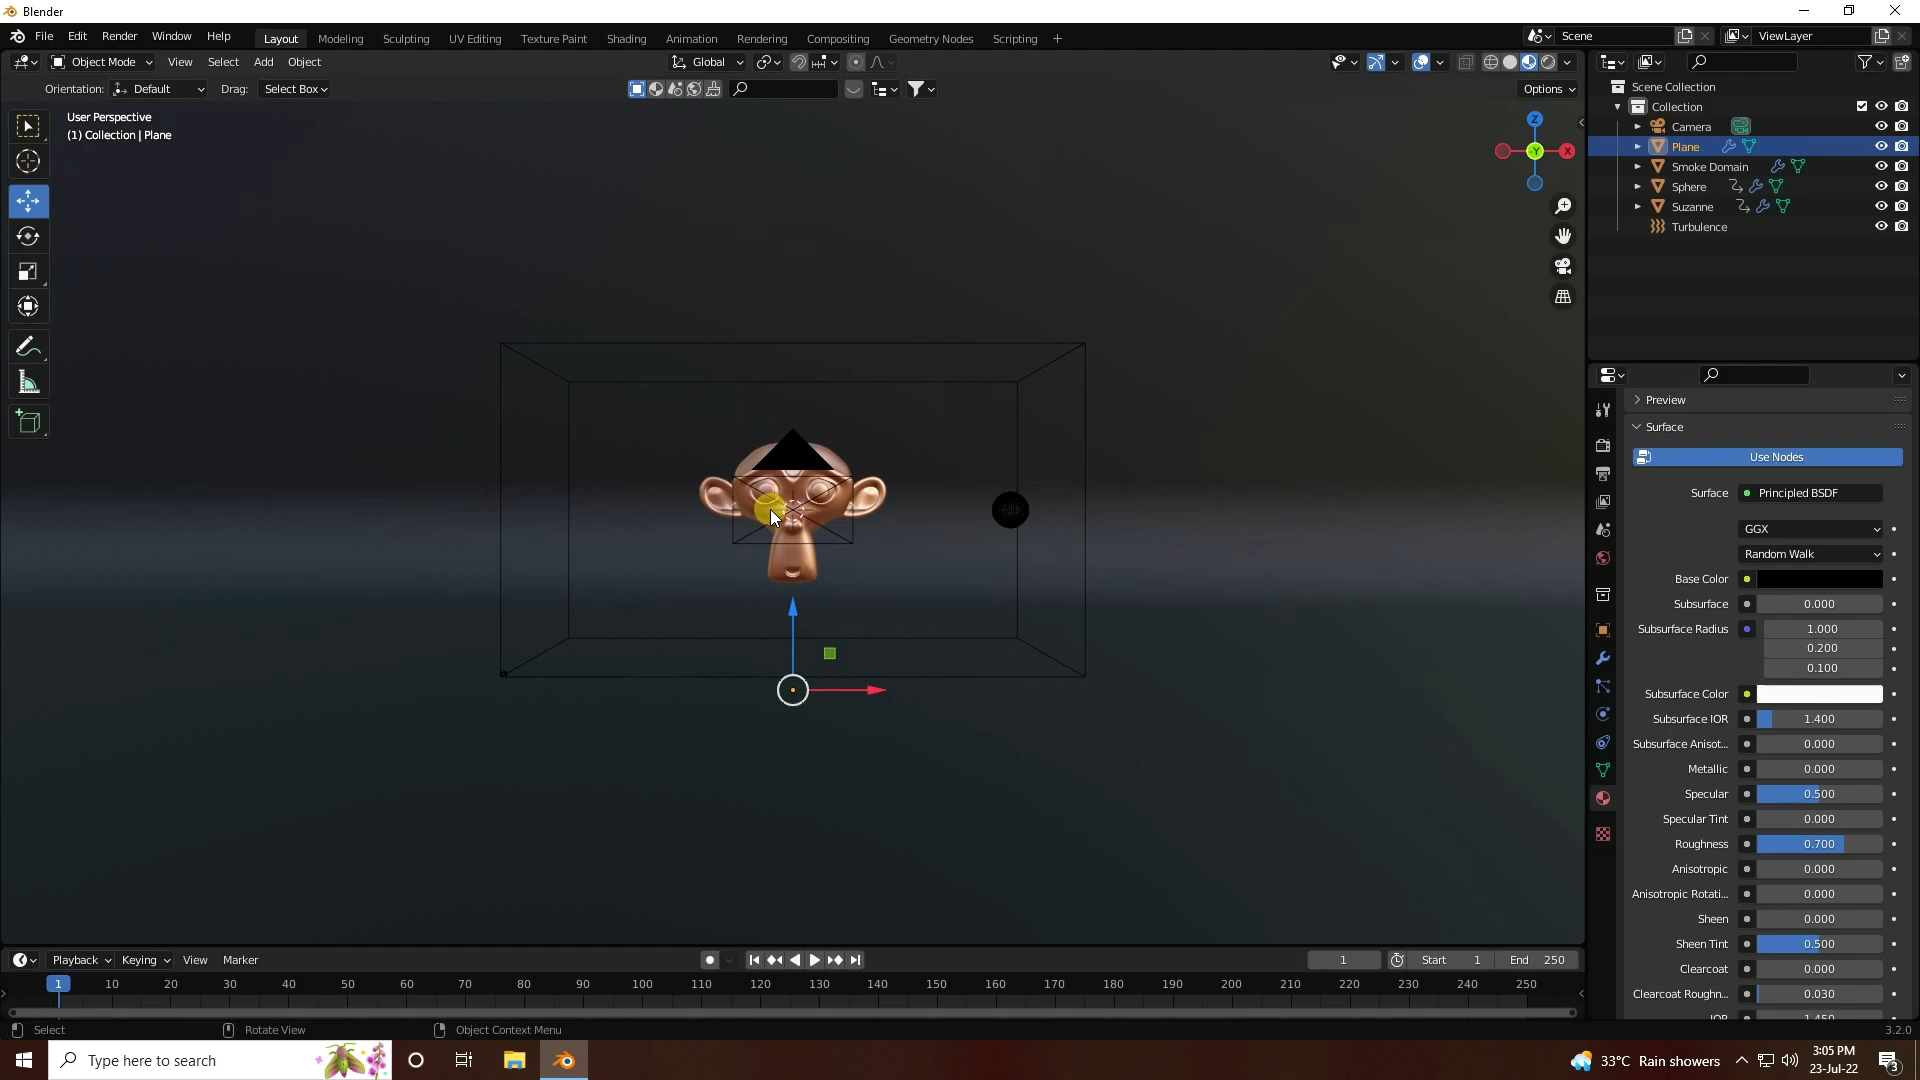 Blender
File Edit Render Window Help
Layout Modeling Sculpting UV Editing Texture Paint Shading Animation Rendering Compositing Geometry Nodes Scripting
Scene
ViewLayer
Object Mode View Select Add Object
Global
Orientation: Default Drag: Select Box
Options
User Perspective
(1) Collection | Plane
Z
-Y
X
Scene Collection
Collection
Camera
Plane
Smoke Domain
Sphere
Suzanne
Turbulence
Preview
Surface
Use Nodes
Surface Principled BSDF
GGX
Random Walk
Base Color
Subsurface 0.000
Subsurface Radius 1.000
0.200
0.100
Subsurface Color
Subsurface IOR 1.400
Subsurface Anisot... 0.000
Metallic 0.000
Specular 0.500
Specular Tint 0.000
Roughness 0.700
Anisotropic 0.000
Anisotropic Rotati... 0.000
Sheen 0.000
Sheen Tint 0.500
Clearcoat 0.000
Clearcoat Roughn... 0.030
IOR 1.450
Playback Keying View Marker
1 Start 1 End 250
1 10 20 30 40 50 60 70 80 90 100 110 120 130 140 150 160 170 180 190 200 210 220 230 240 250
Select Rotate View Object Context Menu
3.2.0
Type here to search
33°C Rain showers
3:05 PM
23-Jul-22
3